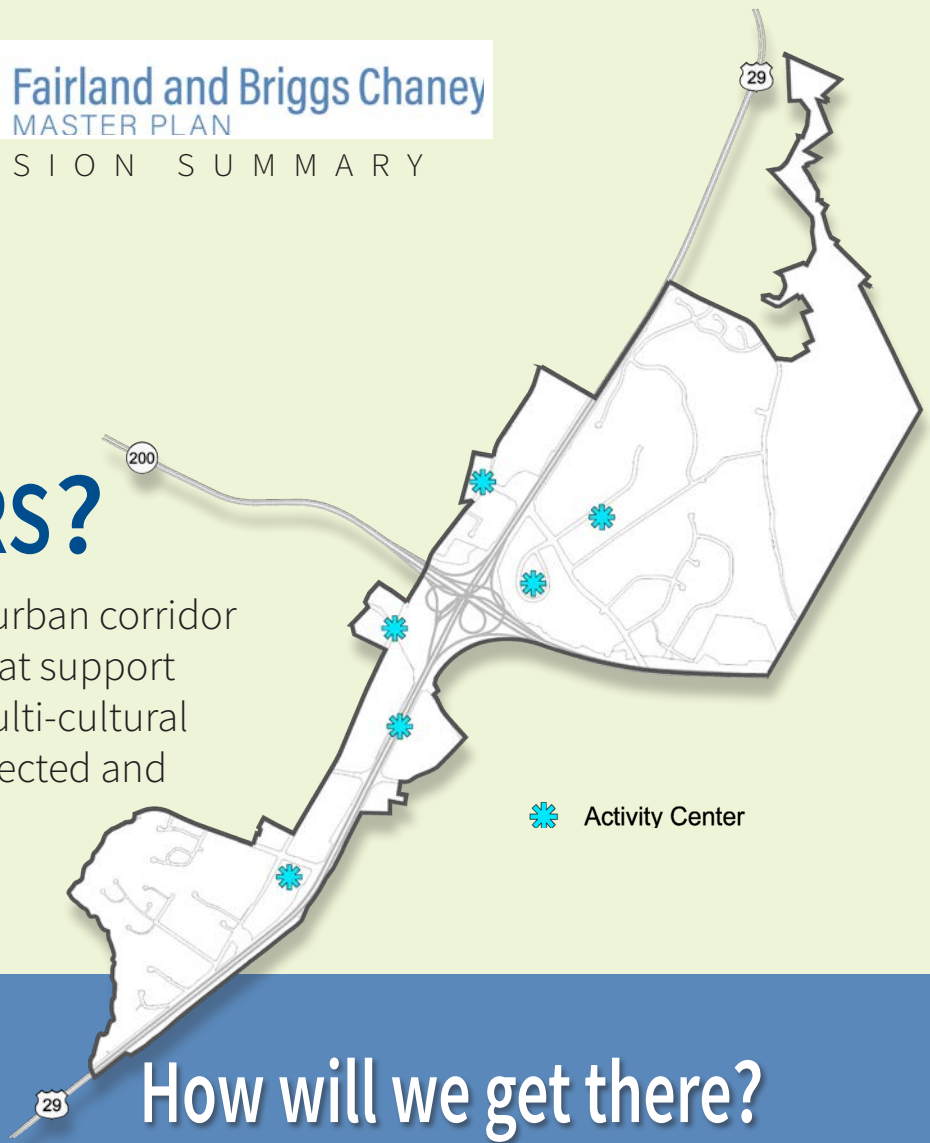 Fairland and Briggs Chaney
MASTER PLAN
SION SUMMARY
29
200
RS?
urban corridor
at support
ulti-cultural
ected and
Activity Center
How will we get there?
29